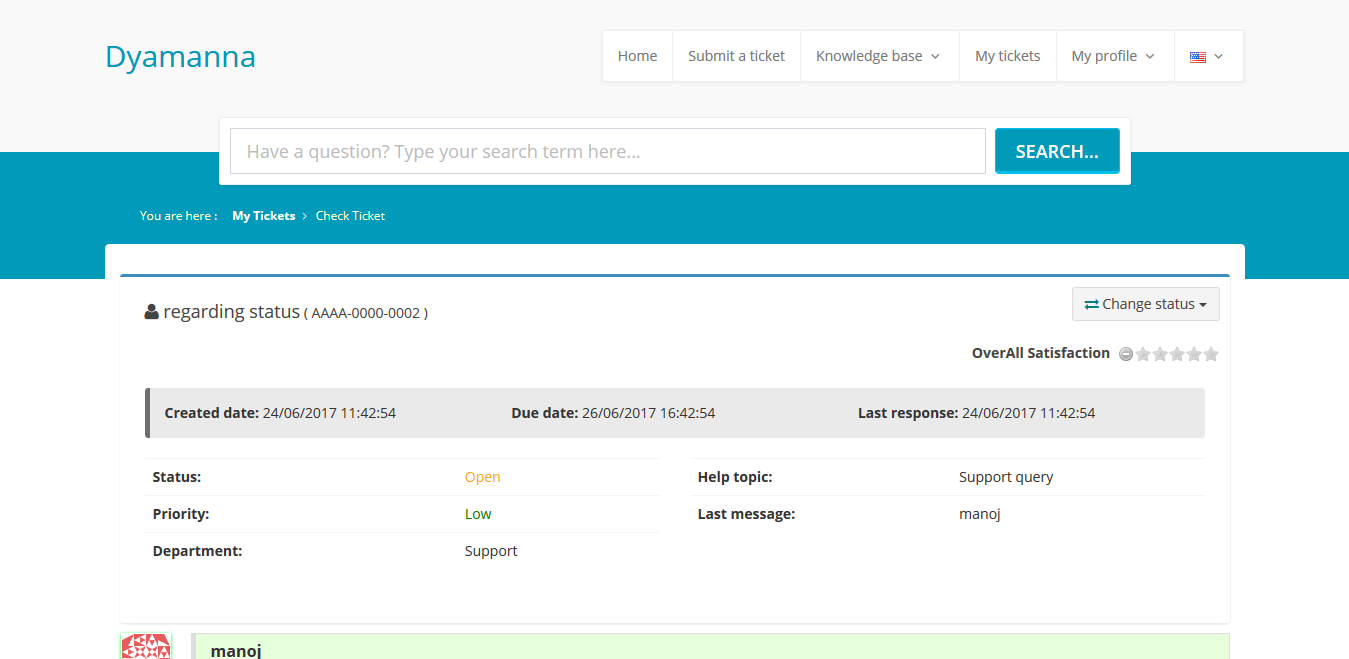 Dyamanna
Home Submit a ticket Knowledge base My tickets My profile
Have a question? Type your search term here...
SEARCH...
You are here : My Tickets > Check Ticket
regarding status ( AAAA-0000-0002 )
Change status
OverAll Satisfaction
Created date: 24/06/2017 11:42:54 Due date: 26/06/2017 16:42:54 Last response: 24/06/2017 11:42:54
Status: Open Help topic: Support query
Priority: Low Last message: manoj
Department: Support
manoj